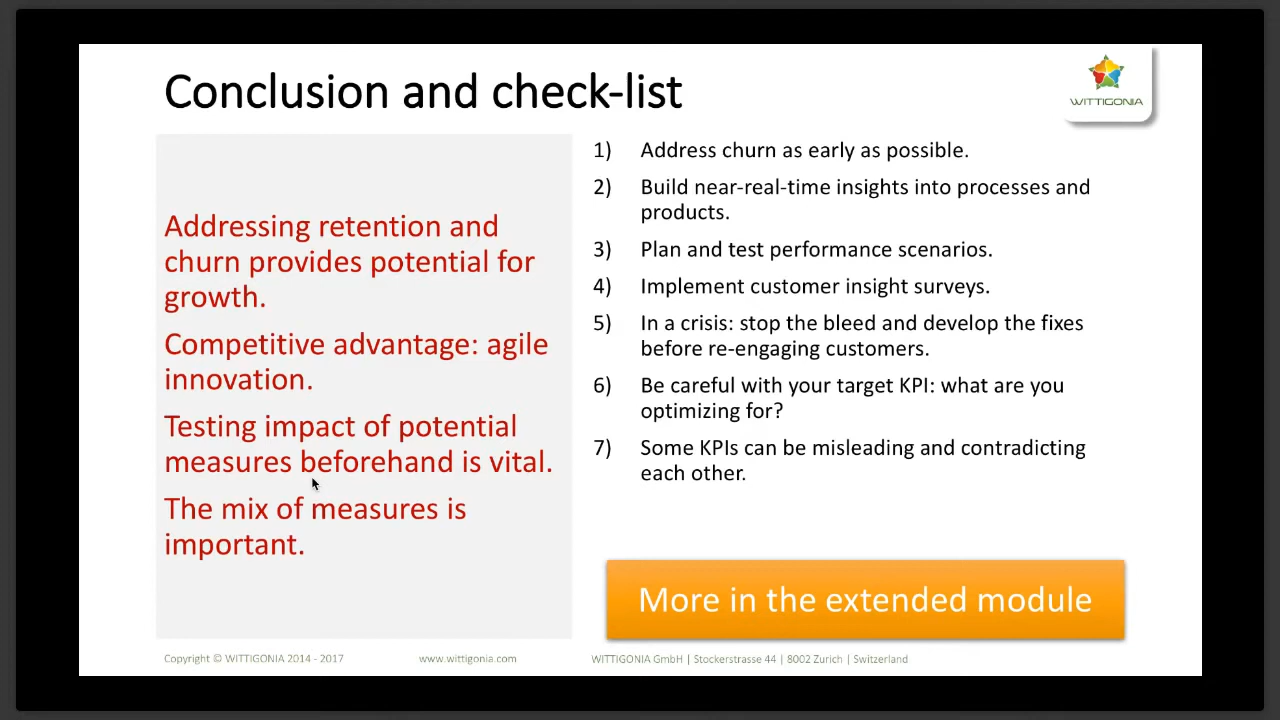 Conclusion and check-list
WITTIGONIA
Addressing retention and
churn provides potential for
growth.
Competitive advantage: agile
innovation.
Testing impact of potential
measures beforehand is vital.
The mix of measures is
important.
1) Address churn as early as possible.
2) Build near-real-time insights into processes and
products.
3) Plan and test performance scenarios.
4) Implement customer insight surveys.
5) In a crisis: stop the bleed and develop the fixes
before re-engaging customers.
6) Be careful with your target KPI: what are you
optimizing for?
7) Some KPIs can be misleading and contradicting
each other.
More in the extended module
Copyright © WITTIGONIA 2014 - 2017
www.wittigonia.com
WITTIGONIA GmbH | Stockerstrasse 44 | 8002 Zurich | Switzerland